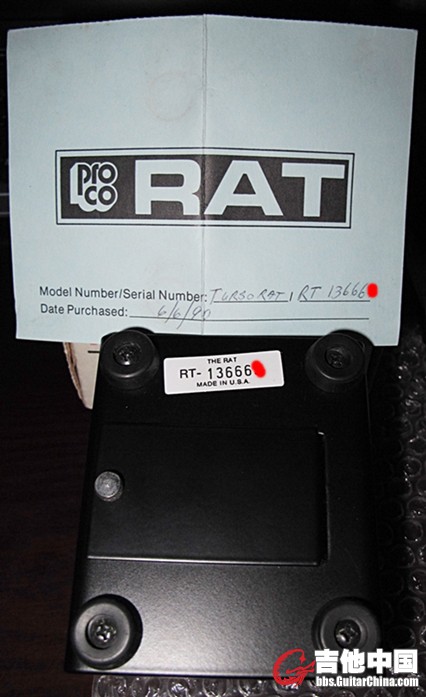 pro co RAT
Model Number/Serial Number: TURBO RAT / RT 13666
Date Purchased: 6/6/90
THE RAT
RT- 13666
MADE IN U.S.A.
吉他中国
bbs.GuitarChina.com